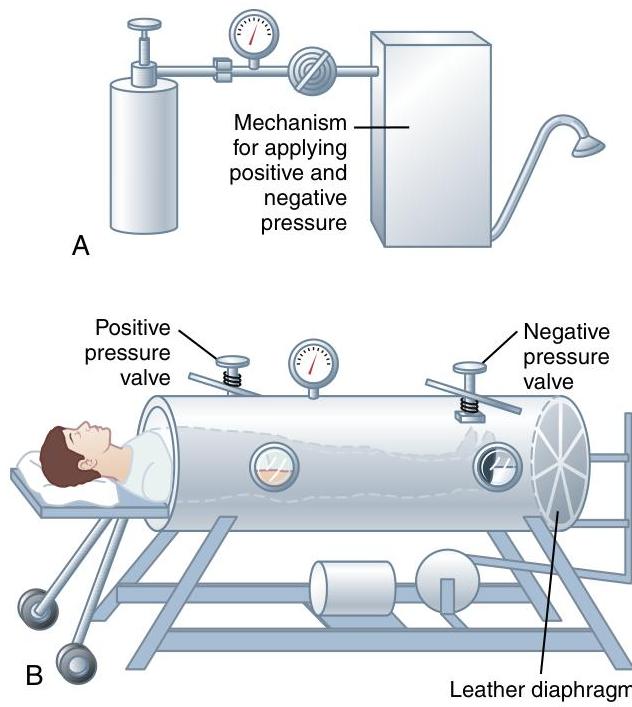 Mechanism
for applying
positive and
negative
pressure
A
Positive
pressure
valve
Negative
pressure
valve
B
Leather diaphragm